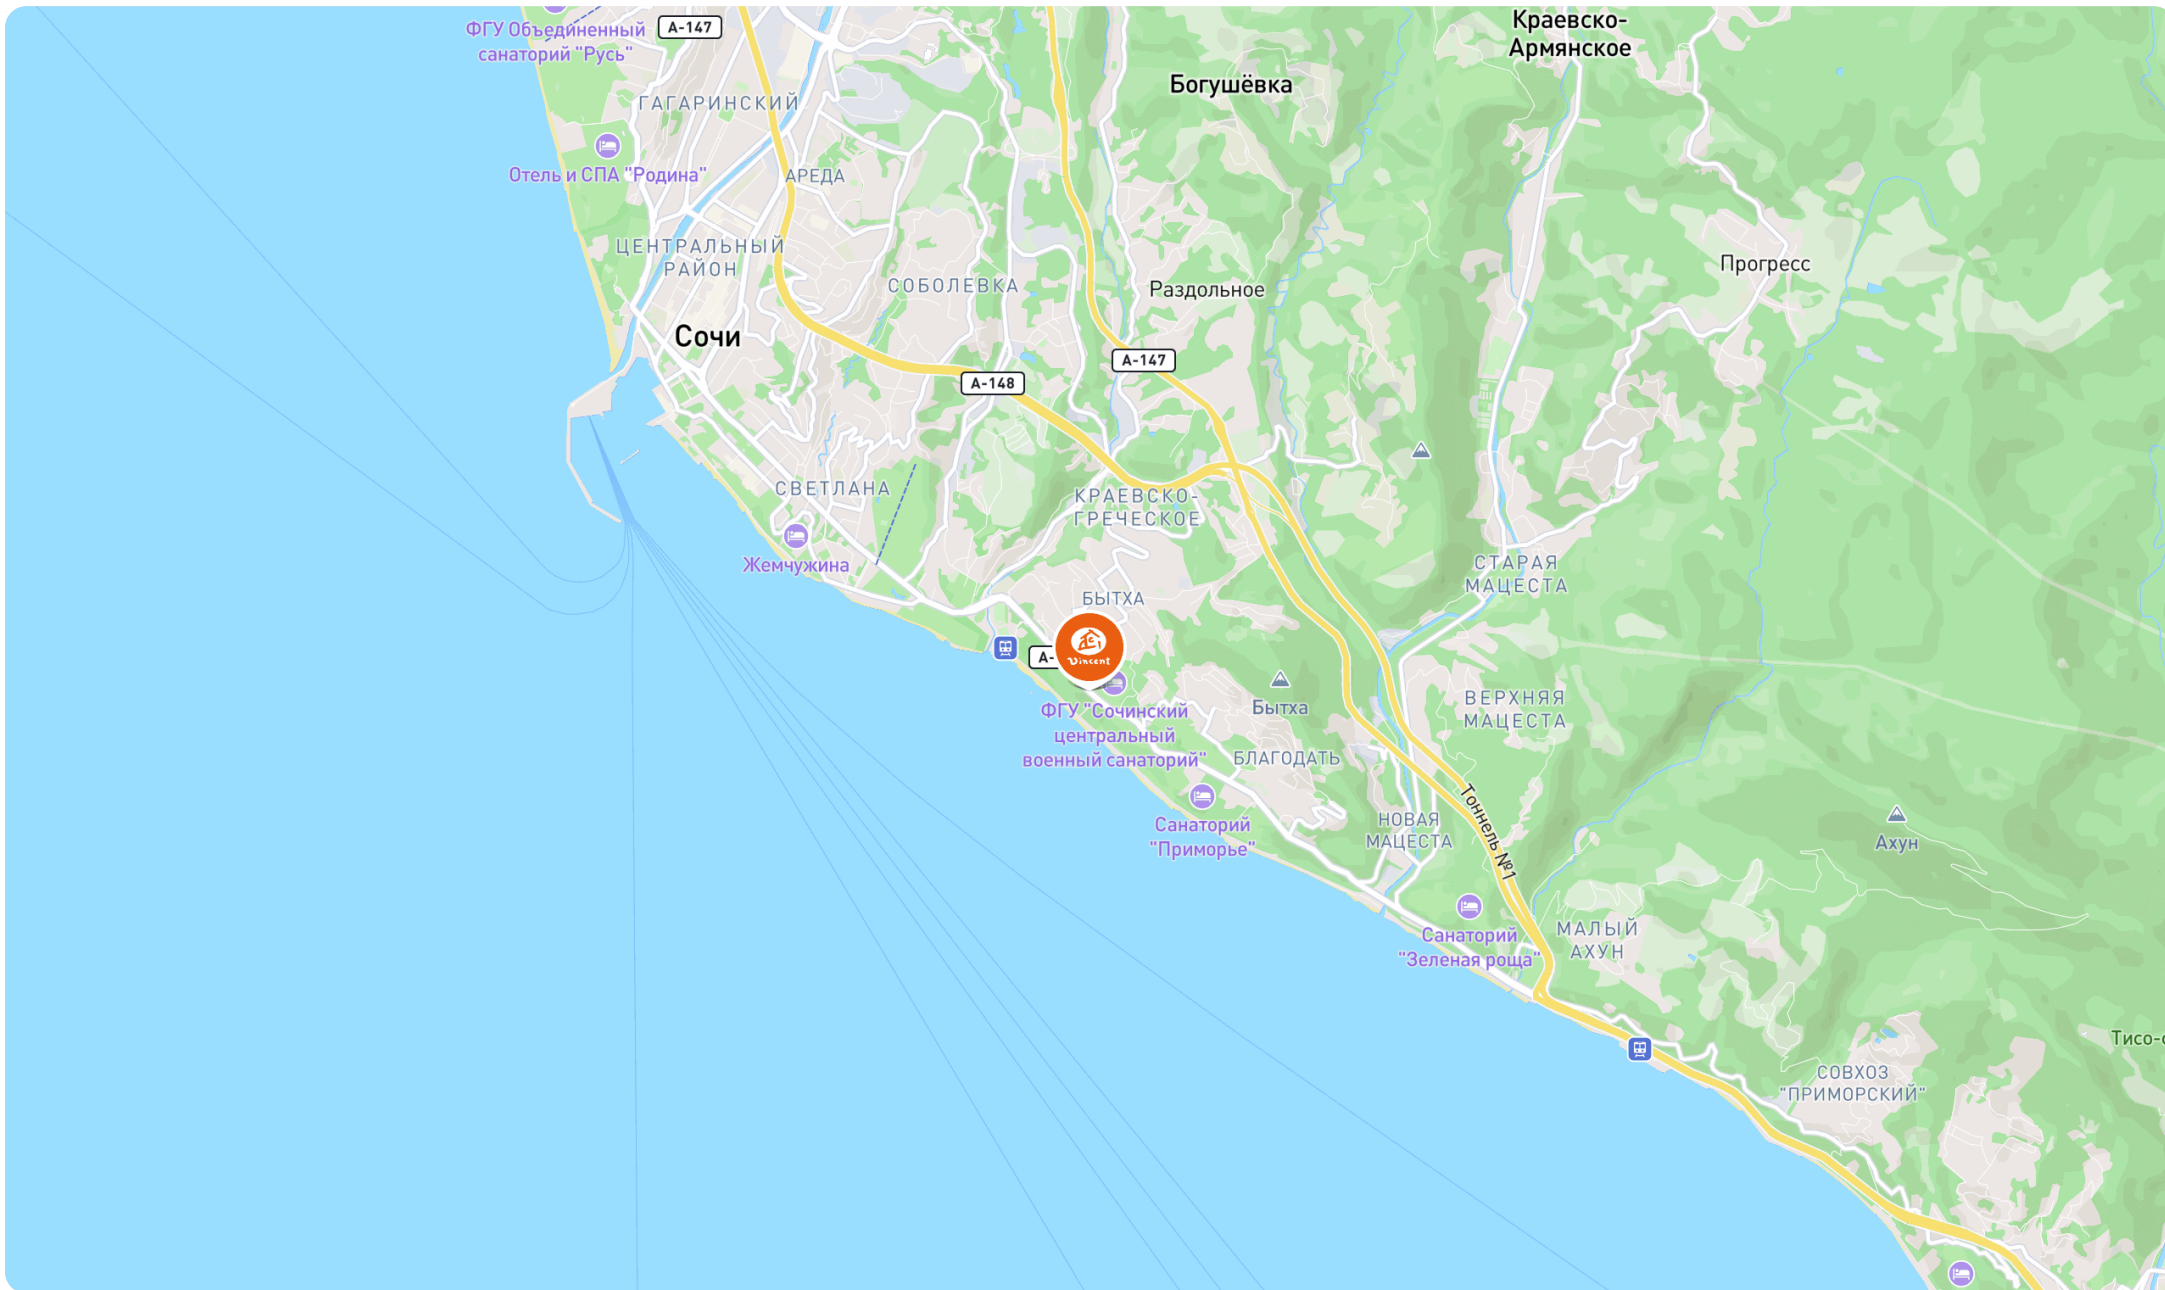 ФГУ Объединенный
санаторий "Русь"
А-147
Краевско-
Армянское
Богушёвка
ГАГАРИНСКИЙ
Отель и СПА "Родина"
АРЕДА
ЦЕНТРАЛЬНЫЙ
РАЙОН
СОБОЛЕВКА
Раздольное
Прогресс
Сочи
А-147
А-148
СВЕТЛАНА
КРАЕВСКО-
ГРЕЧЕСКОЕ
Жемчужина
СТАРАЯ
МАЦЕСТА
БЫТХА
Vincent
А-
ФГУ "Сочинский
центральный
военный санаторий"
Бытха
ВЕРХНЯЯ
МАЦЕСТА
БЛАГОДАТЬ
Тоннель №1
Санаторий
"Приморье"
НОВАЯ
МАЦЕСТА
Ахун
Санаторий
"Зеленая роща"
МАЛЫЙ
АХУН
Тисо-с
СОВХОЗ
"ПРИМОРСКИЙ"